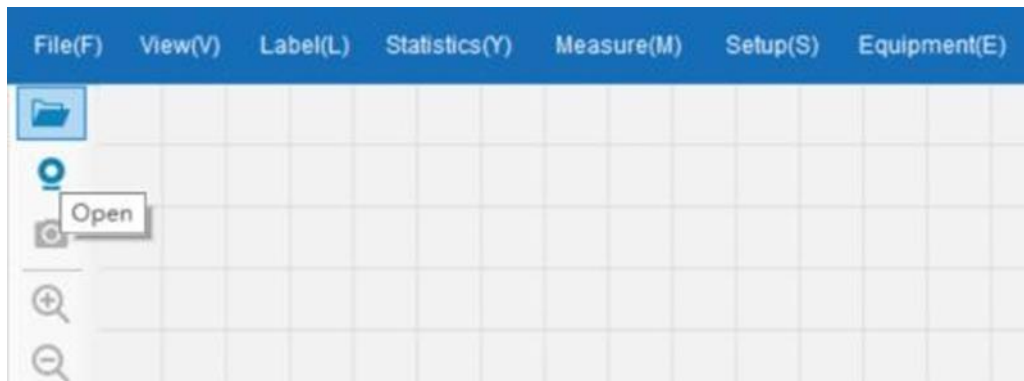 File(F) View(V) Label(L) Statistics(Y) Measure(M) Setup(S) Equipment(E)
Open